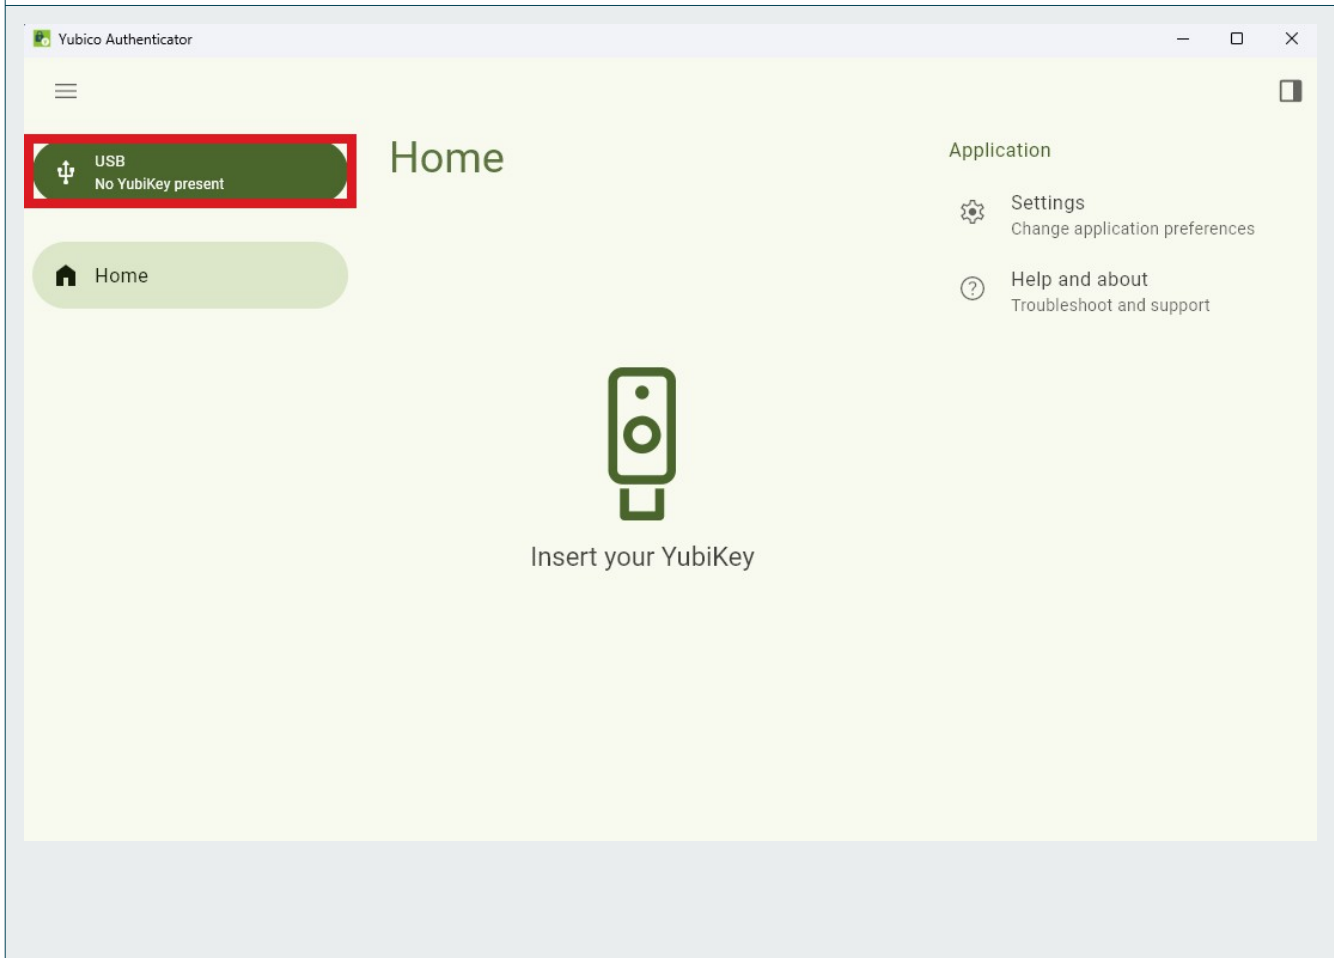 Yubico Authenticator
USB
No YubiKey present
Home
Home
Insert your YubiKey
Application
Settings
Change application preferences
Help and about
Troubleshoot and support